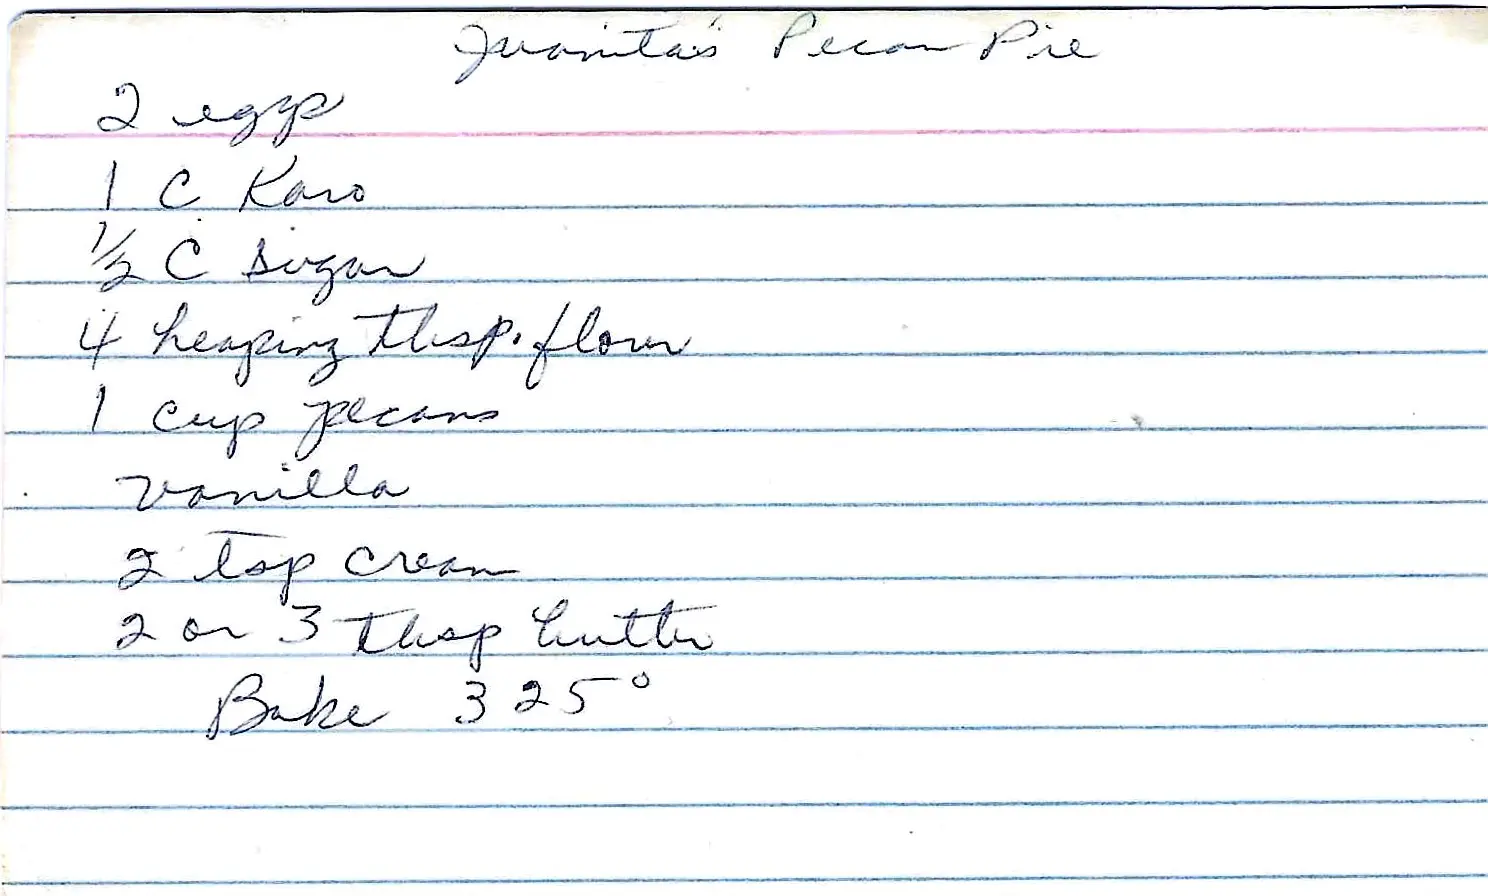 Juanita's Pecan Pie
2 eggs
1 C Karo
1/2 C sugar
4 heaping tbsp. flour
1 cup pecans
vanilla
2 tsp cream
2 or 3 tbsp butter
Bake 325°